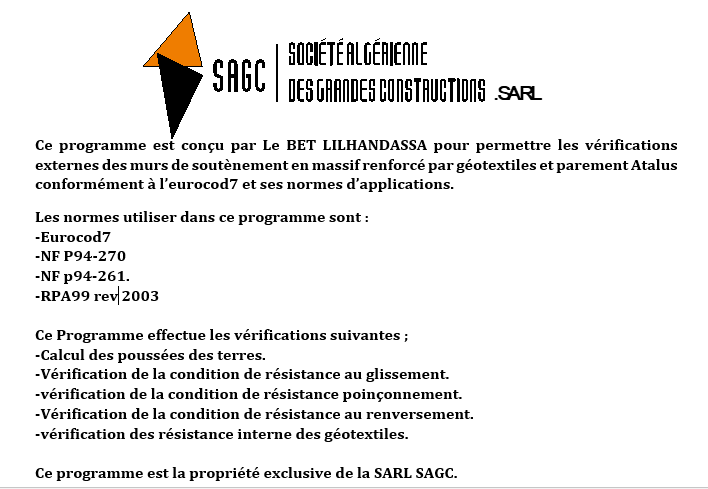 SAGC
SOCIÉTÉ ALGÉRIENNE
DES GRANDES CONSTRUCTIONS .SARL
Ce programme est conçu par Le BET LILHANDASSA pour permettre les vérifications
externes des murs de soutènement en massif renforcé par géotextiles et parement Atalus
conformément à l’eurocod7 et ses normes d’applications.
Les normes utiliser dans ce programme sont :
-Eurocod7
-NF P94-270
-NF p94-261.
-RPA99 rev 2003
Ce Programme effectue les vérifications suivantes ;
-Calcul des poussées des terres.
-Vérification de la condition de résistance au glissement.
-vérification de la condition de résistance poinçonnement.
-Vérification de la condition de résistance au renversement.
-vérification des résistance interne des géotextiles.
Ce programme est la propriété exclusive de la SARL SAGC.